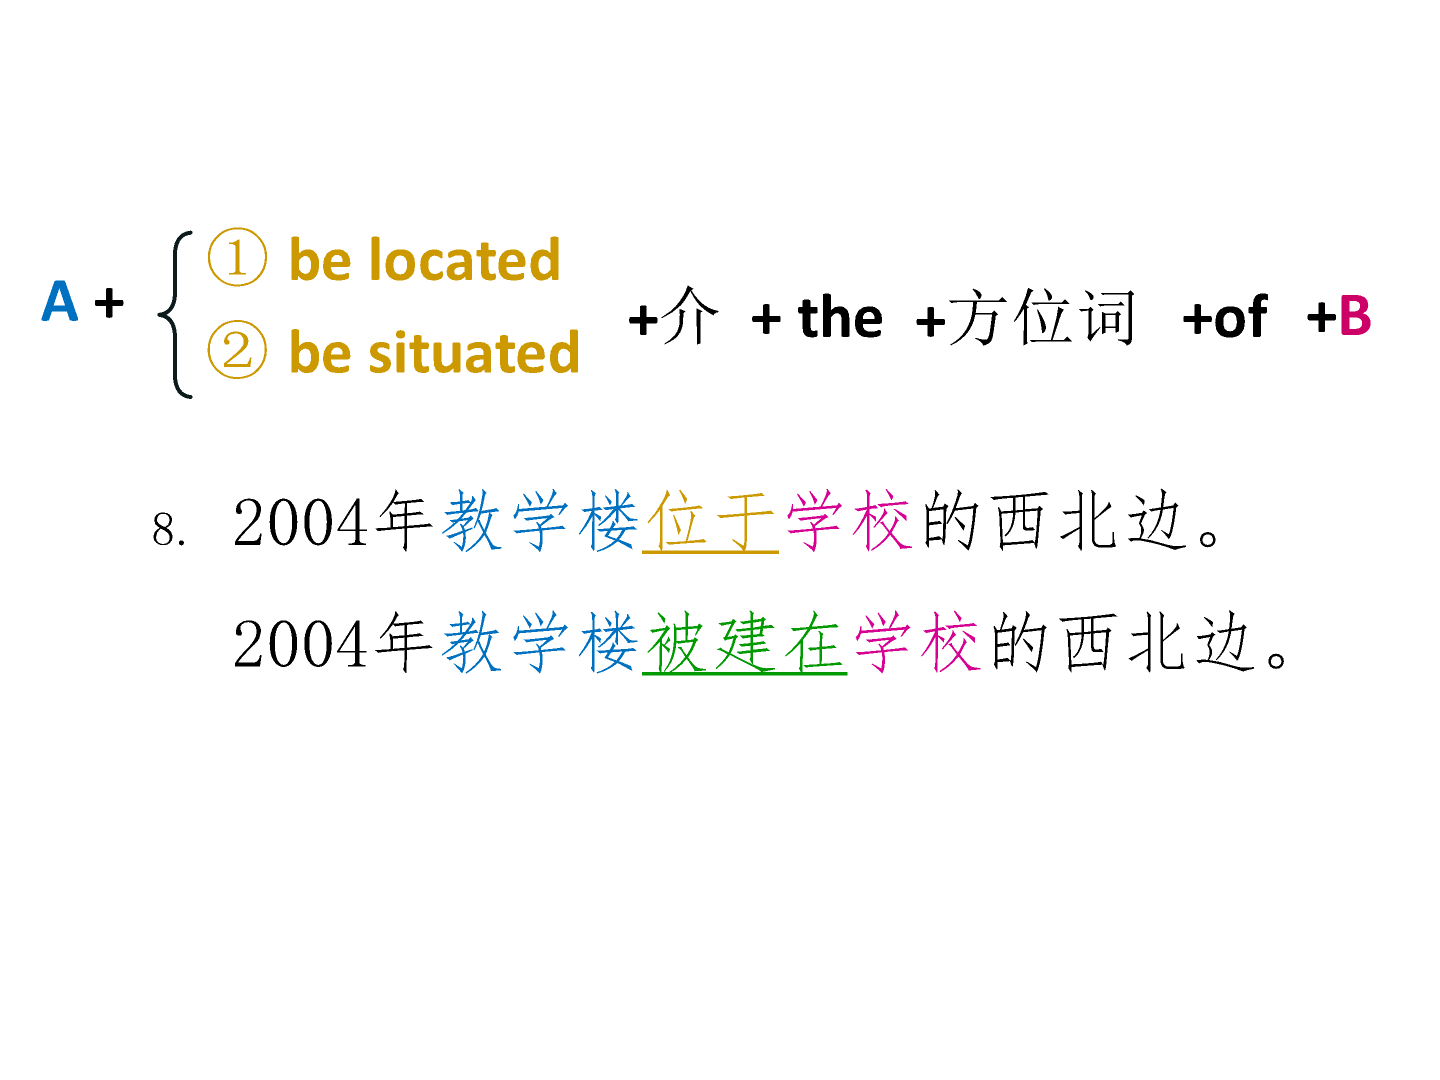 ① be located
A +
② be situated
+介 + the +方位词 +of +B
8. 2004年教学楼位于学校的西北边。
2004年教学楼被建在学校的西北边。